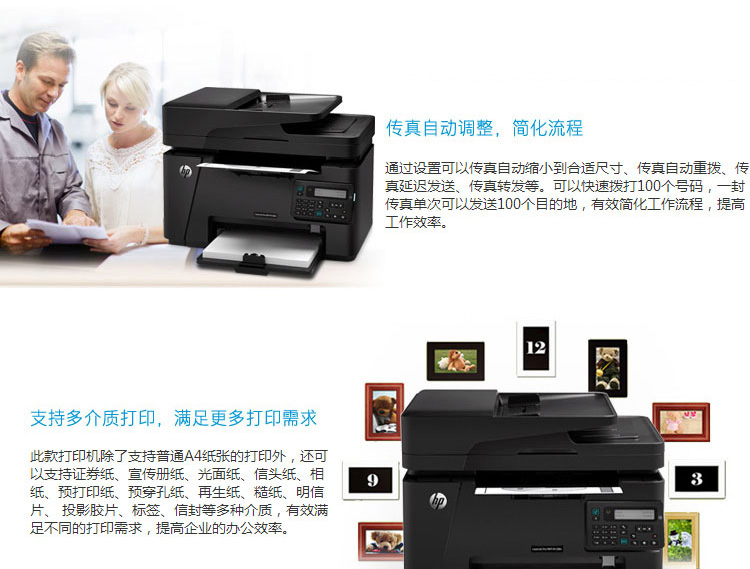 传真自动调整，简化流程
通过设置可以传真自动缩小到合适尺寸、传真自动重拨、传
真延迟发送、传真转发等。可以快速拨打100个号码，一封
传真单次可以发送100个目的地，有效简化工作流程，提高
工作效率。
hp
支持多介质打印，满足更多打印需求
此款打印机除了支持普通A4纸张的打印外，还可
以支持证券纸、宣传册纸、光面纸、信头纸、相
纸、预打印纸、预穿孔纸、再生纸、糙纸、明信
片、 投影胶片、标签、信封等多种介质，有效满
足不同的打印需求，提高企业的办公效率。
12
9
3
hp